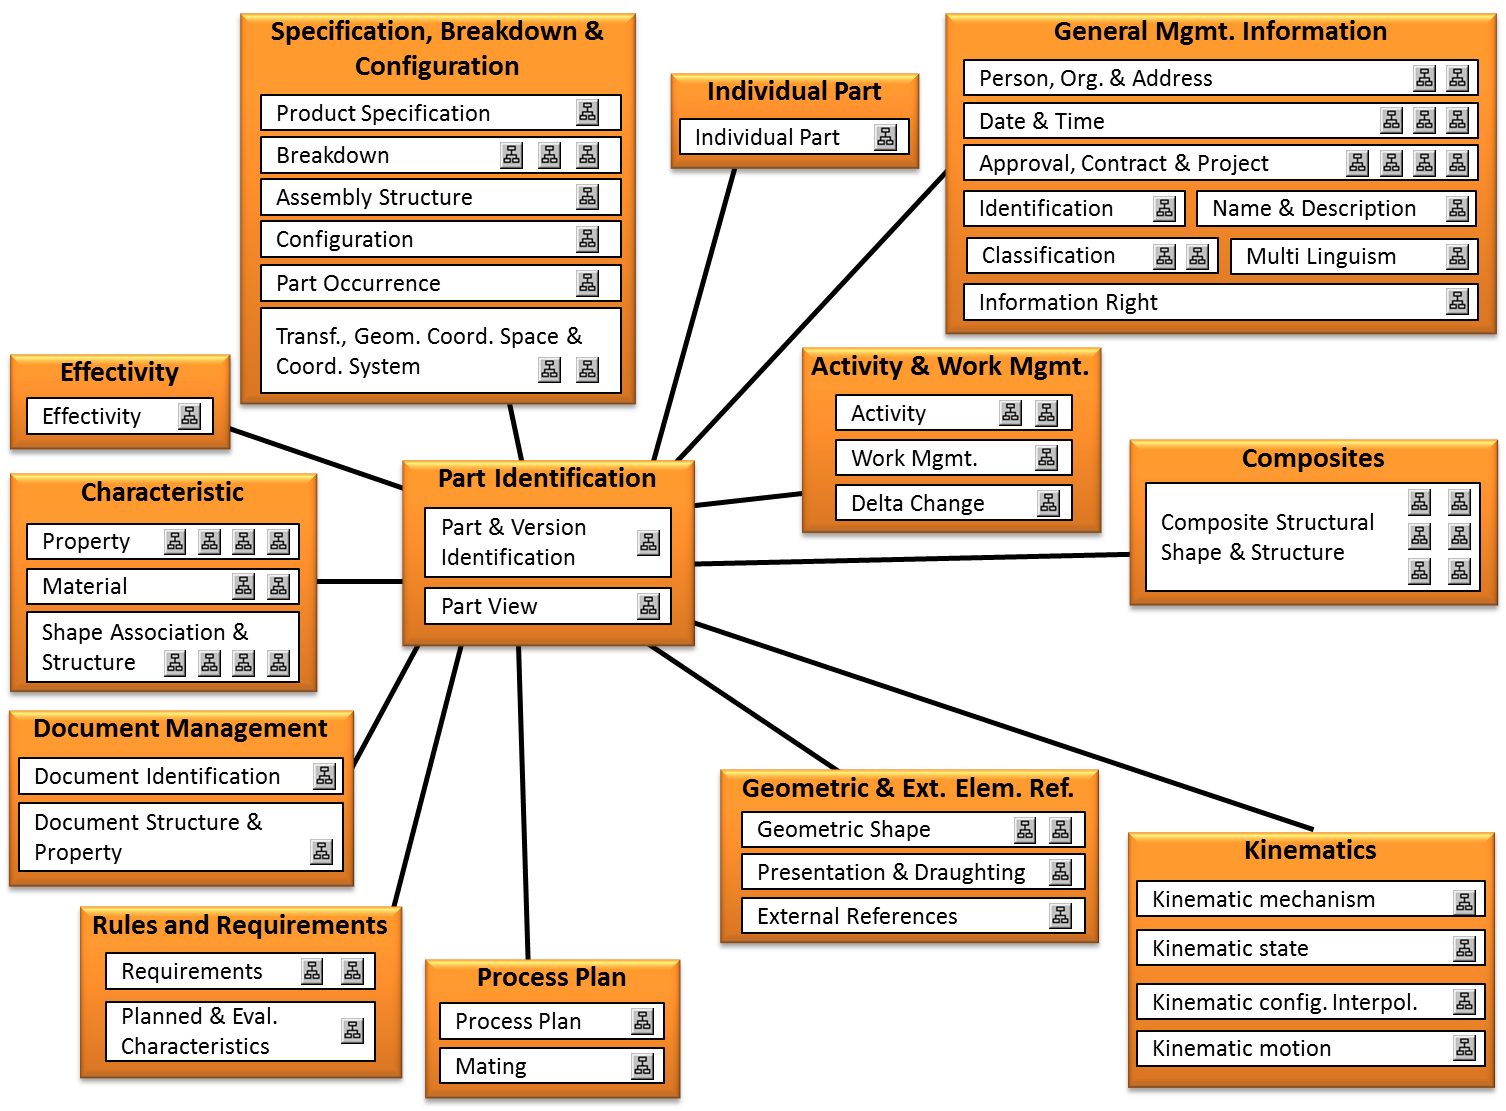 Specification, Breakdown &
Configuration
Product Specification
Breakdown
Assembly Structure
Configuration
Part Occurrence
Transf., Geom. Coord. Space &
Coord. System
Individual Part
Individual Part
General Mgmt. Information
Person, Org. & Address
Date & Time
Approval, Contract & Project
Identification
Name & Description
Classification
Multi Linguism
Information Right
Effectivity
Effectivity
Activity & Work Mgmt.
Activity
Work Mgmt.
Delta Change
Composites
Composite Structural
Shape & Structure
Characteristic
Property
Material
Shape Association &
Structure
Part Identification
Part & Version
Identification
Part View
Document Management
Document Identification
Document Structure &
Property
Geometric & Ext. Elem. Ref.
Geometric Shape
Presentation & Draughting
External References
Kinematics
Kinematic mechanism
Kinematic state
Kinematic config. Interpol.
Kinematic motion
Rules and Requirements
Requirements
Planned & Eval.
Characteristics
Process Plan
Process Plan
Mating